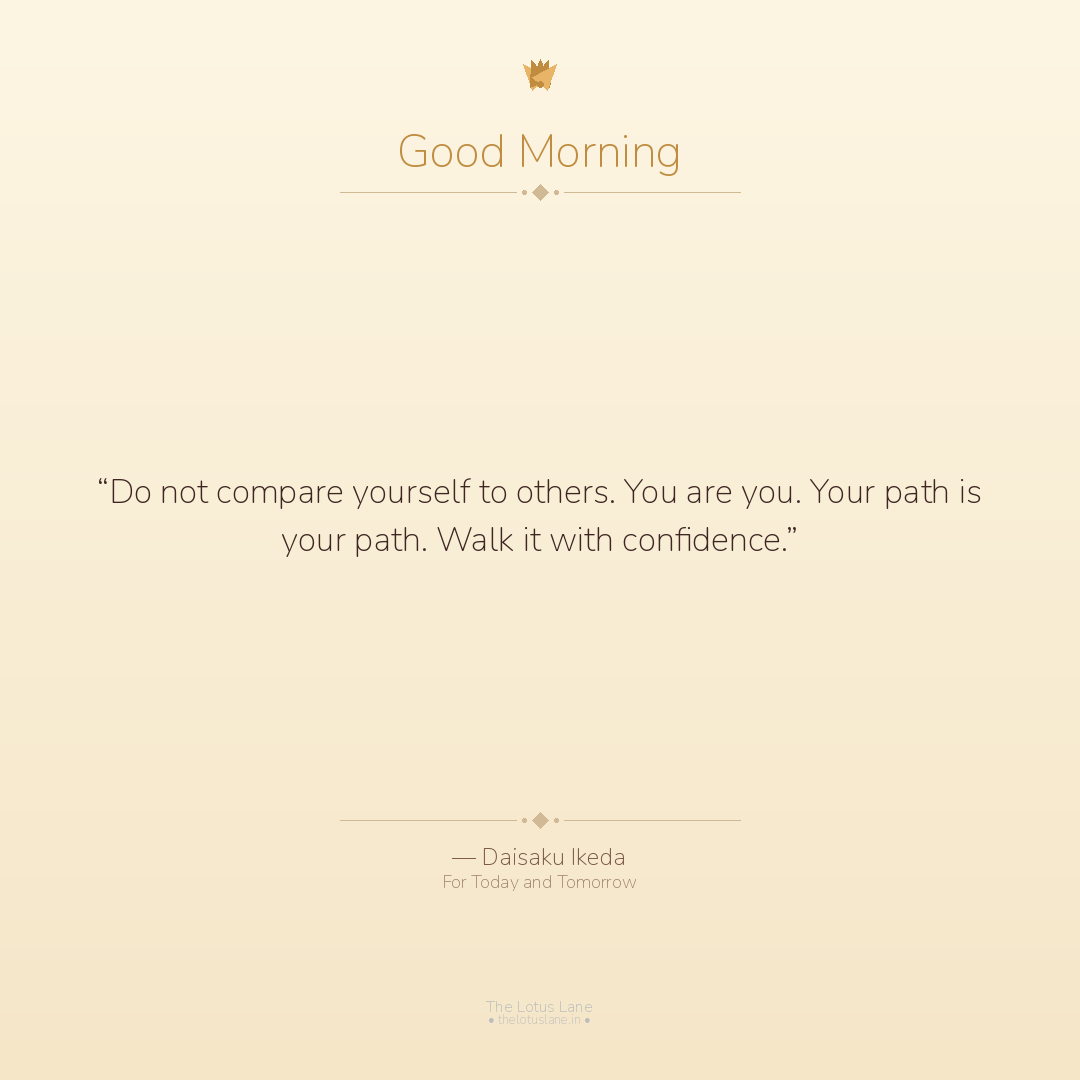 Good Morning
“Do not compare yourself to others. You are you. Your path is
your path. Walk it with confidence.”
— Daisaku Ikeda
For Today and Tomorrow
The Lotus Lane
• thelotuslane.in •